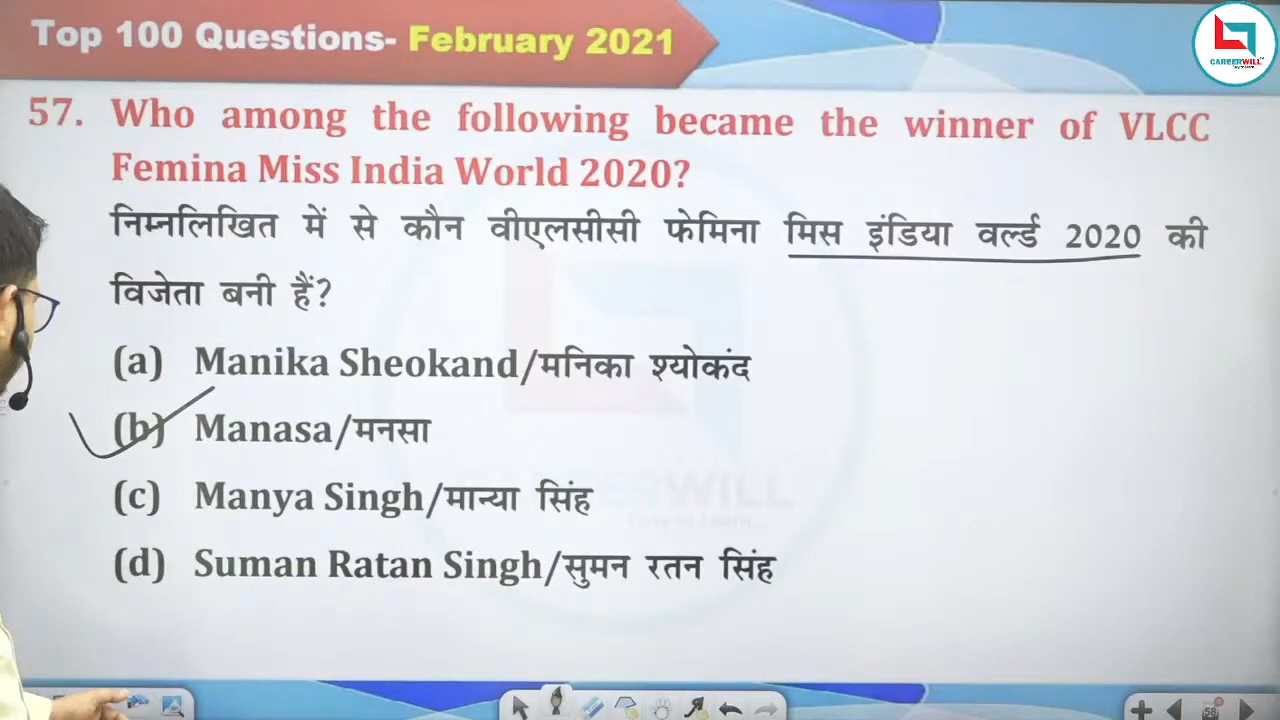 Top 100 Questions- February 2021
CAREERWILL
57. Who among the following became the winner of VLCC
Femina Miss India World 2020?
निम्नलिखित में से कौन वीएलसीसी फेमिना मिस इंडिया वर्ल्ड 2020 की
विजेता बनी हैं?
(a) Manika Sheokand/मनिका श्योकंद
(b) Manasa/मनसा
(c) Manya Singh/मान्या सिंह
(d) Suman Ratan Singh/सुमन रतन सिंह
58